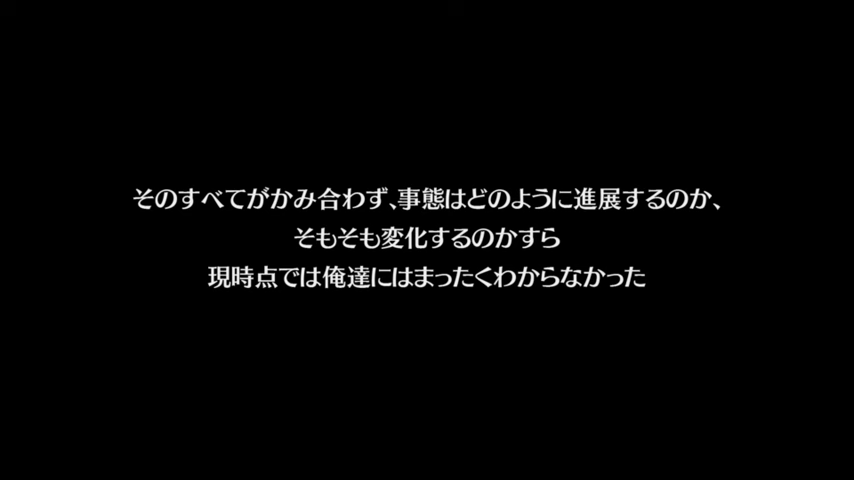 そのすべてがかみ合わず、事態はどのように進展するのか、
そもそも変化するのかすら
現時点では俺達にはまったくわからなかった